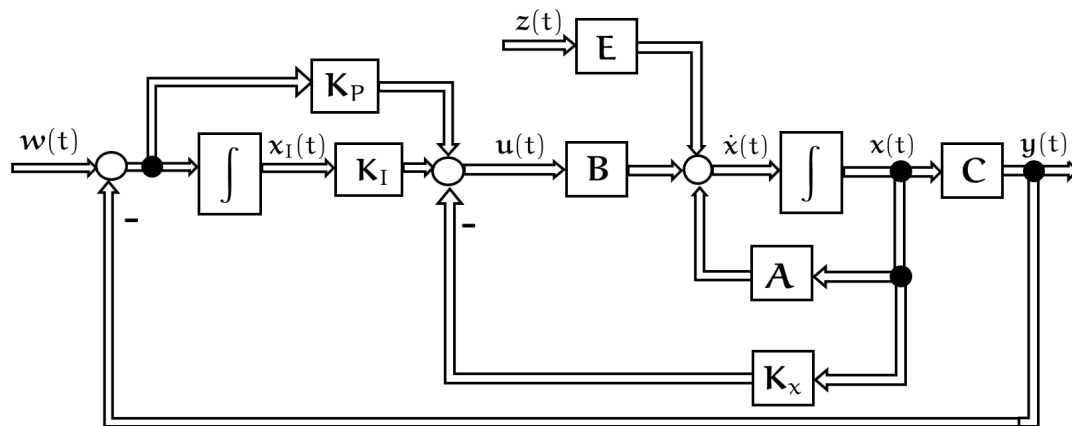 z(t)
E
K_P
w(t)
∫
x_I(t)
K_I
u(t)
B
ẋ(t)
∫
x(t)
C
y(t)
–
–
A
K_x